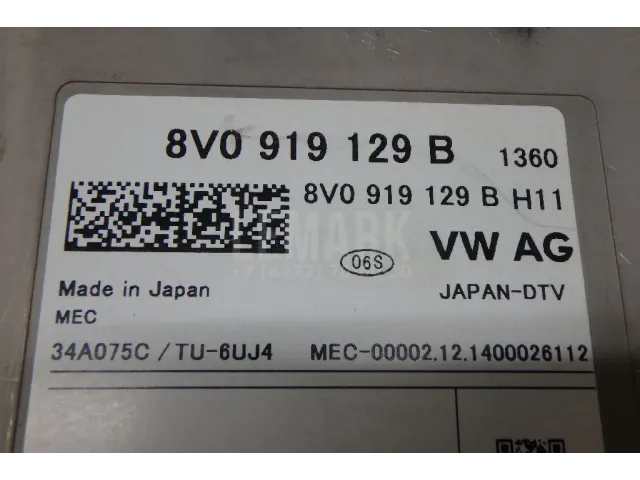 8V0 919 129 B 1360
8V0 919 129 B H11
06S
VW AG
Made in Japan
JAPAN-DTV
MEC
34A075C / TU-6UJ4 MEC-00002.12.1400026112